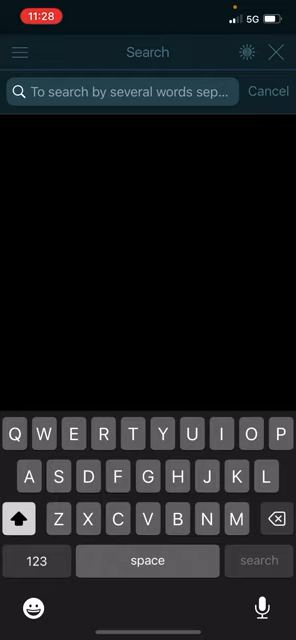 11:28
5G
Search
To search by several words sep...
Cancel
Q W E R T Y U I O P
A S D F G H J K L
Z X C V B N M
123 space search